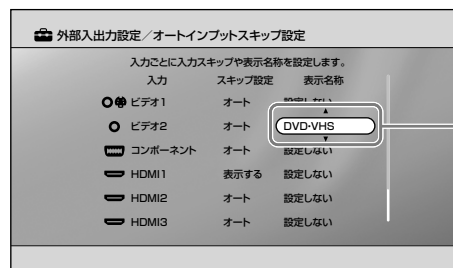 外部入出力設定／オートインプットスキップ設定
入力ごとに入力スキップや表示名称を設定します。
入力 スキップ設定 表示名称
ビデオ1 オート 設定しない
ビデオ2 オート DVD･VHS
コンポーネント オート 設定しない
HDMI1 表示する 設定しない
HDMI2 オート 設定しない
HDMI3 オート 設定しない